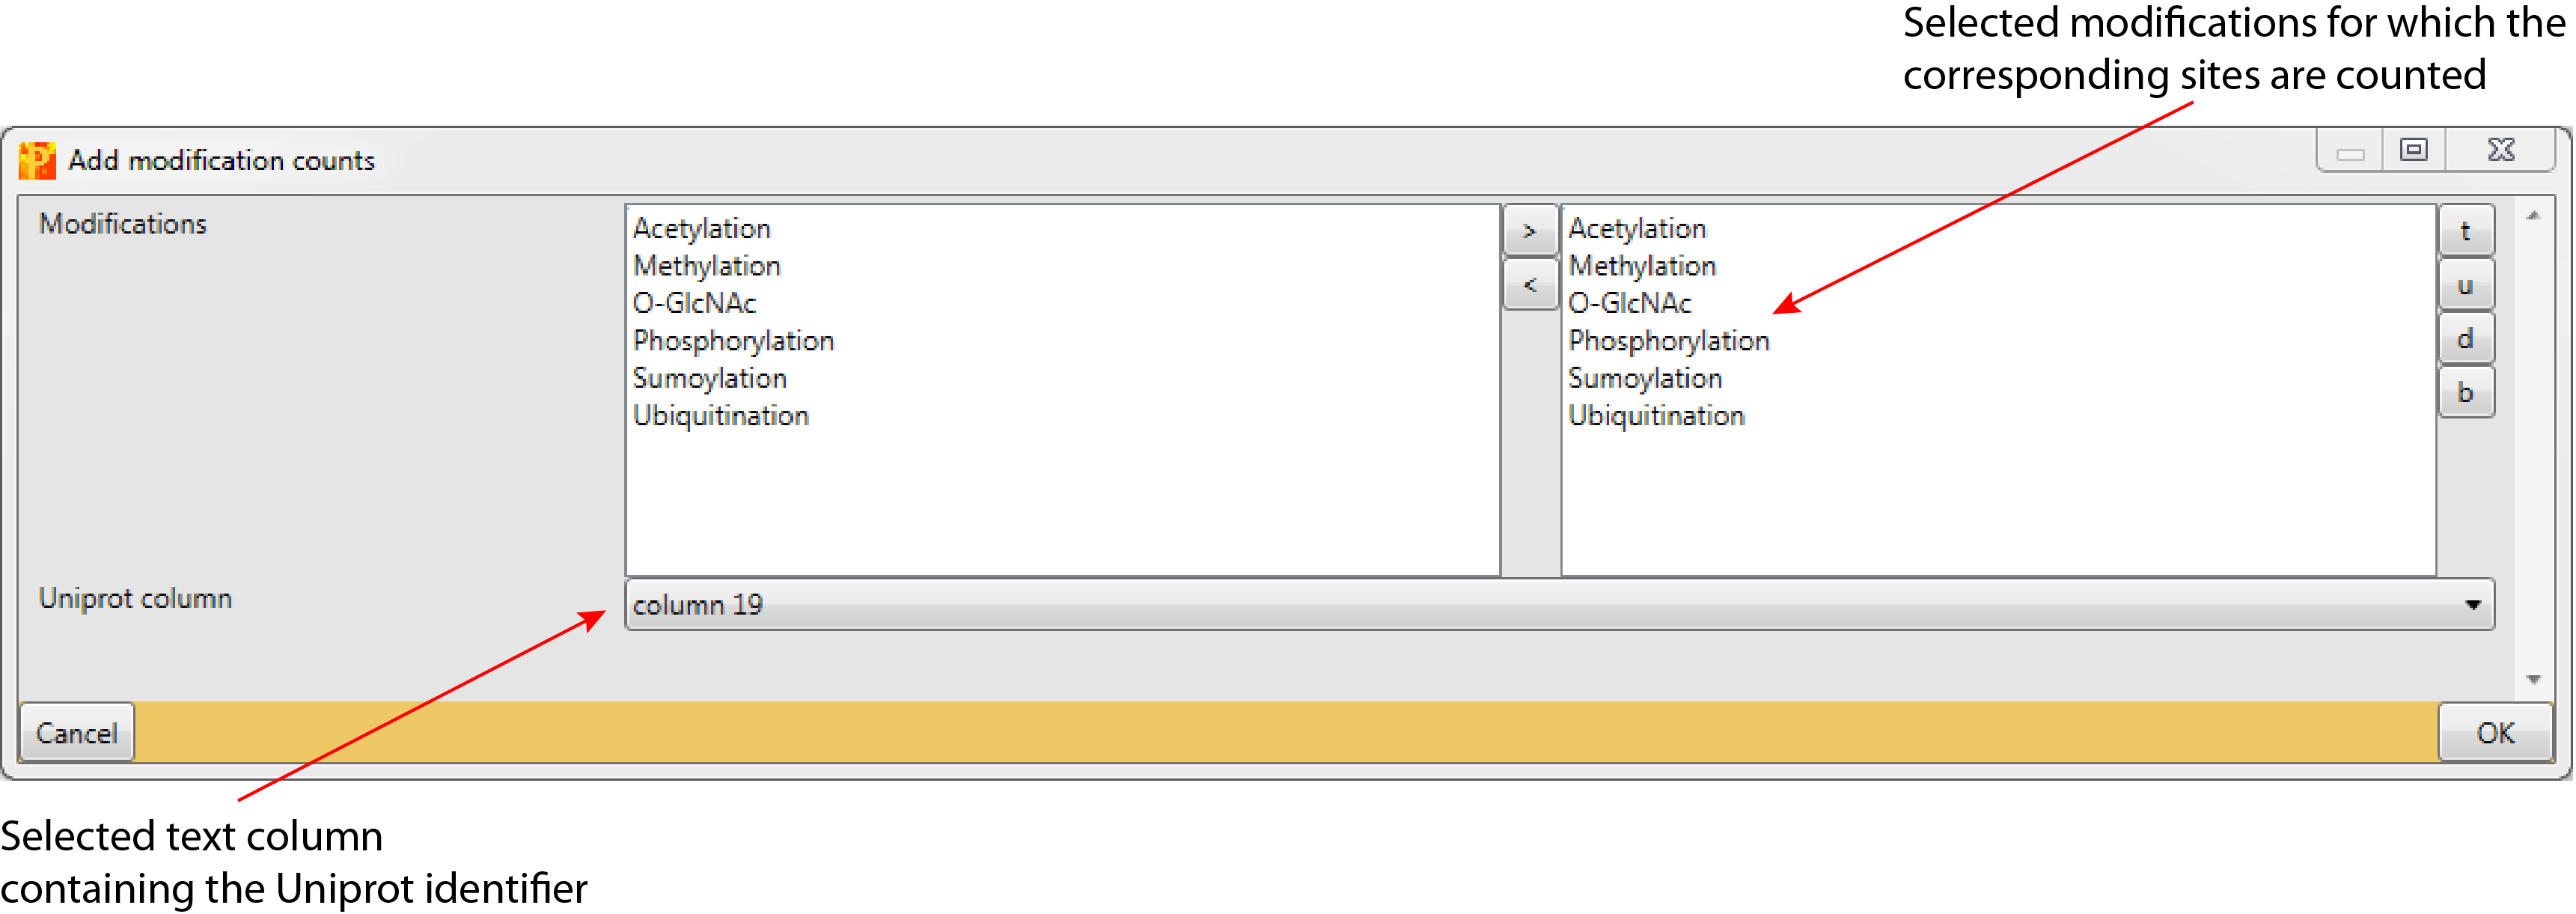 Selected modifications for which the
corresponding sites are counted
Add modification counts
Modifications
Acetylation
Methylation
O-GlcNAc
Phosphorylation
Sumoylation
Ubiquitination
>
<
Acetylation
Methylation
O-GlcNAc
Phosphorylation
Sumoylation
Ubiquitination
t
u
d
b
Uniprot column
column 19
Cancel
OK
Selected text column
containing the Uniprot identifier